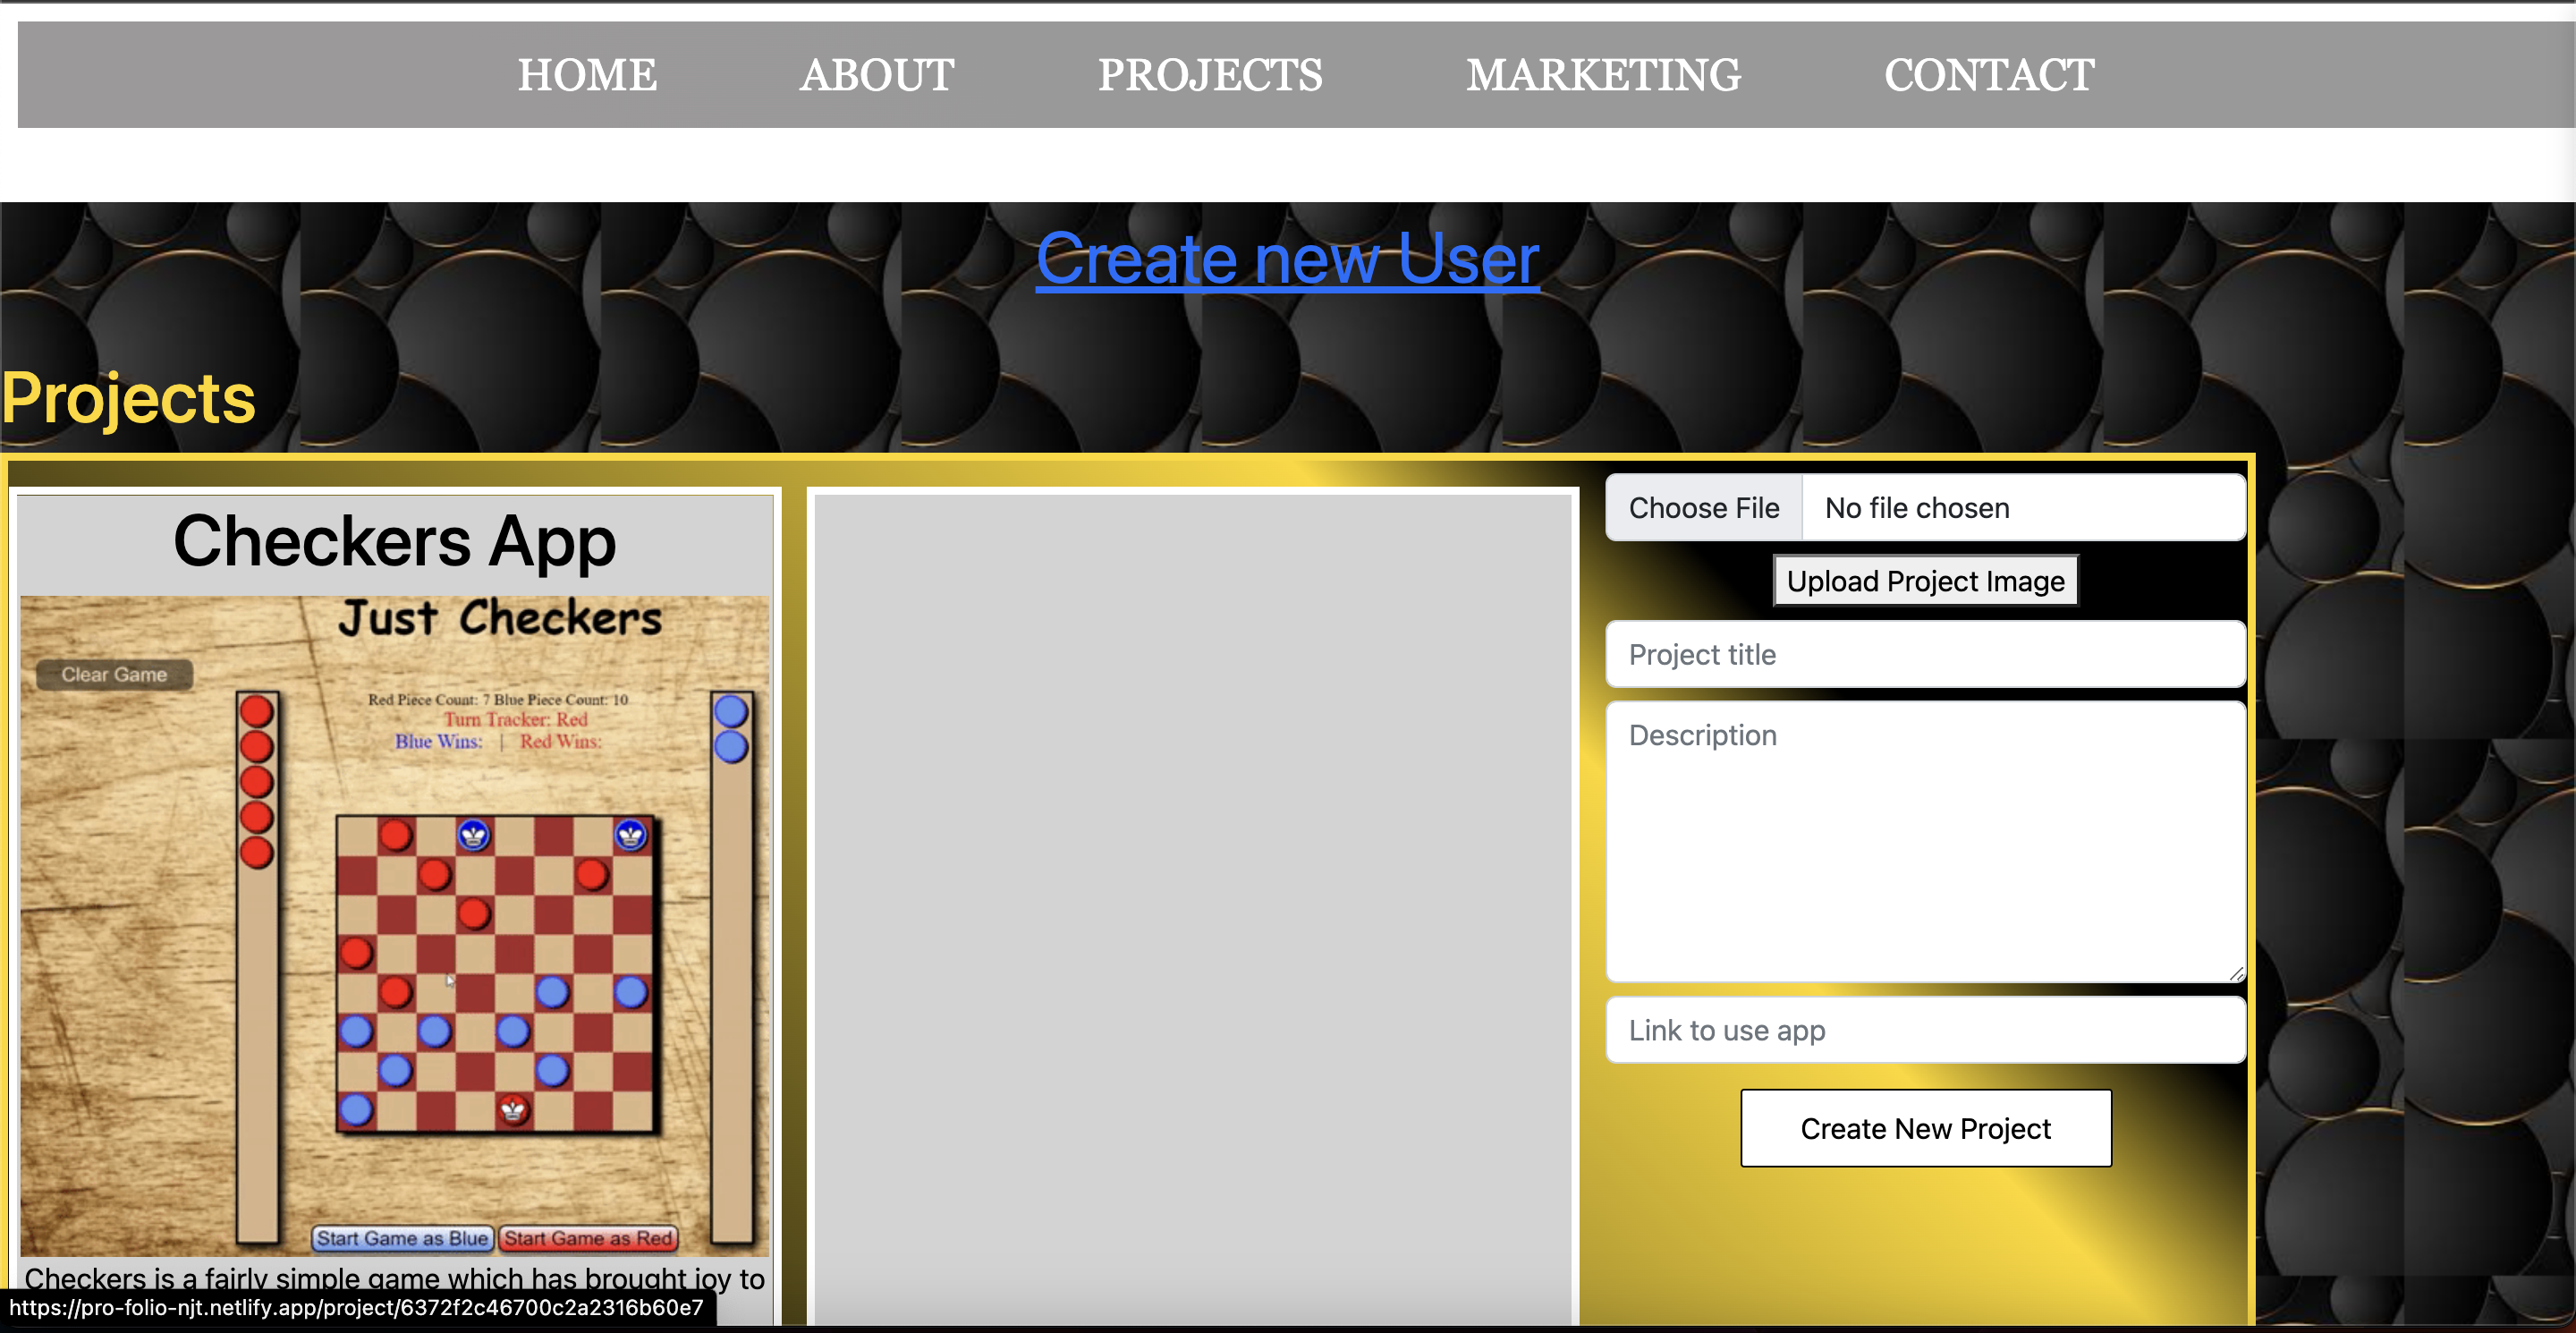 HOME ABOUT PROJECTS MARKETING CONTACT
Create new User
Projects
Checkers App
Just Checkers
Clear Game
Red Piece Count: 7 Blue Piece Count: 10
Turn Tracker: Red
Blue Wins: | Red Wins:
Start Game as Blue Start Game as Red
Checkers is a fairly simple game which has brought joy to
Choose File No file chosen
Upload Project Image
Project title
Description
Link to use app
Create New Project
https://pro-folio-njt.netlify.app/project/6372f2c46700c2a2316b60e7